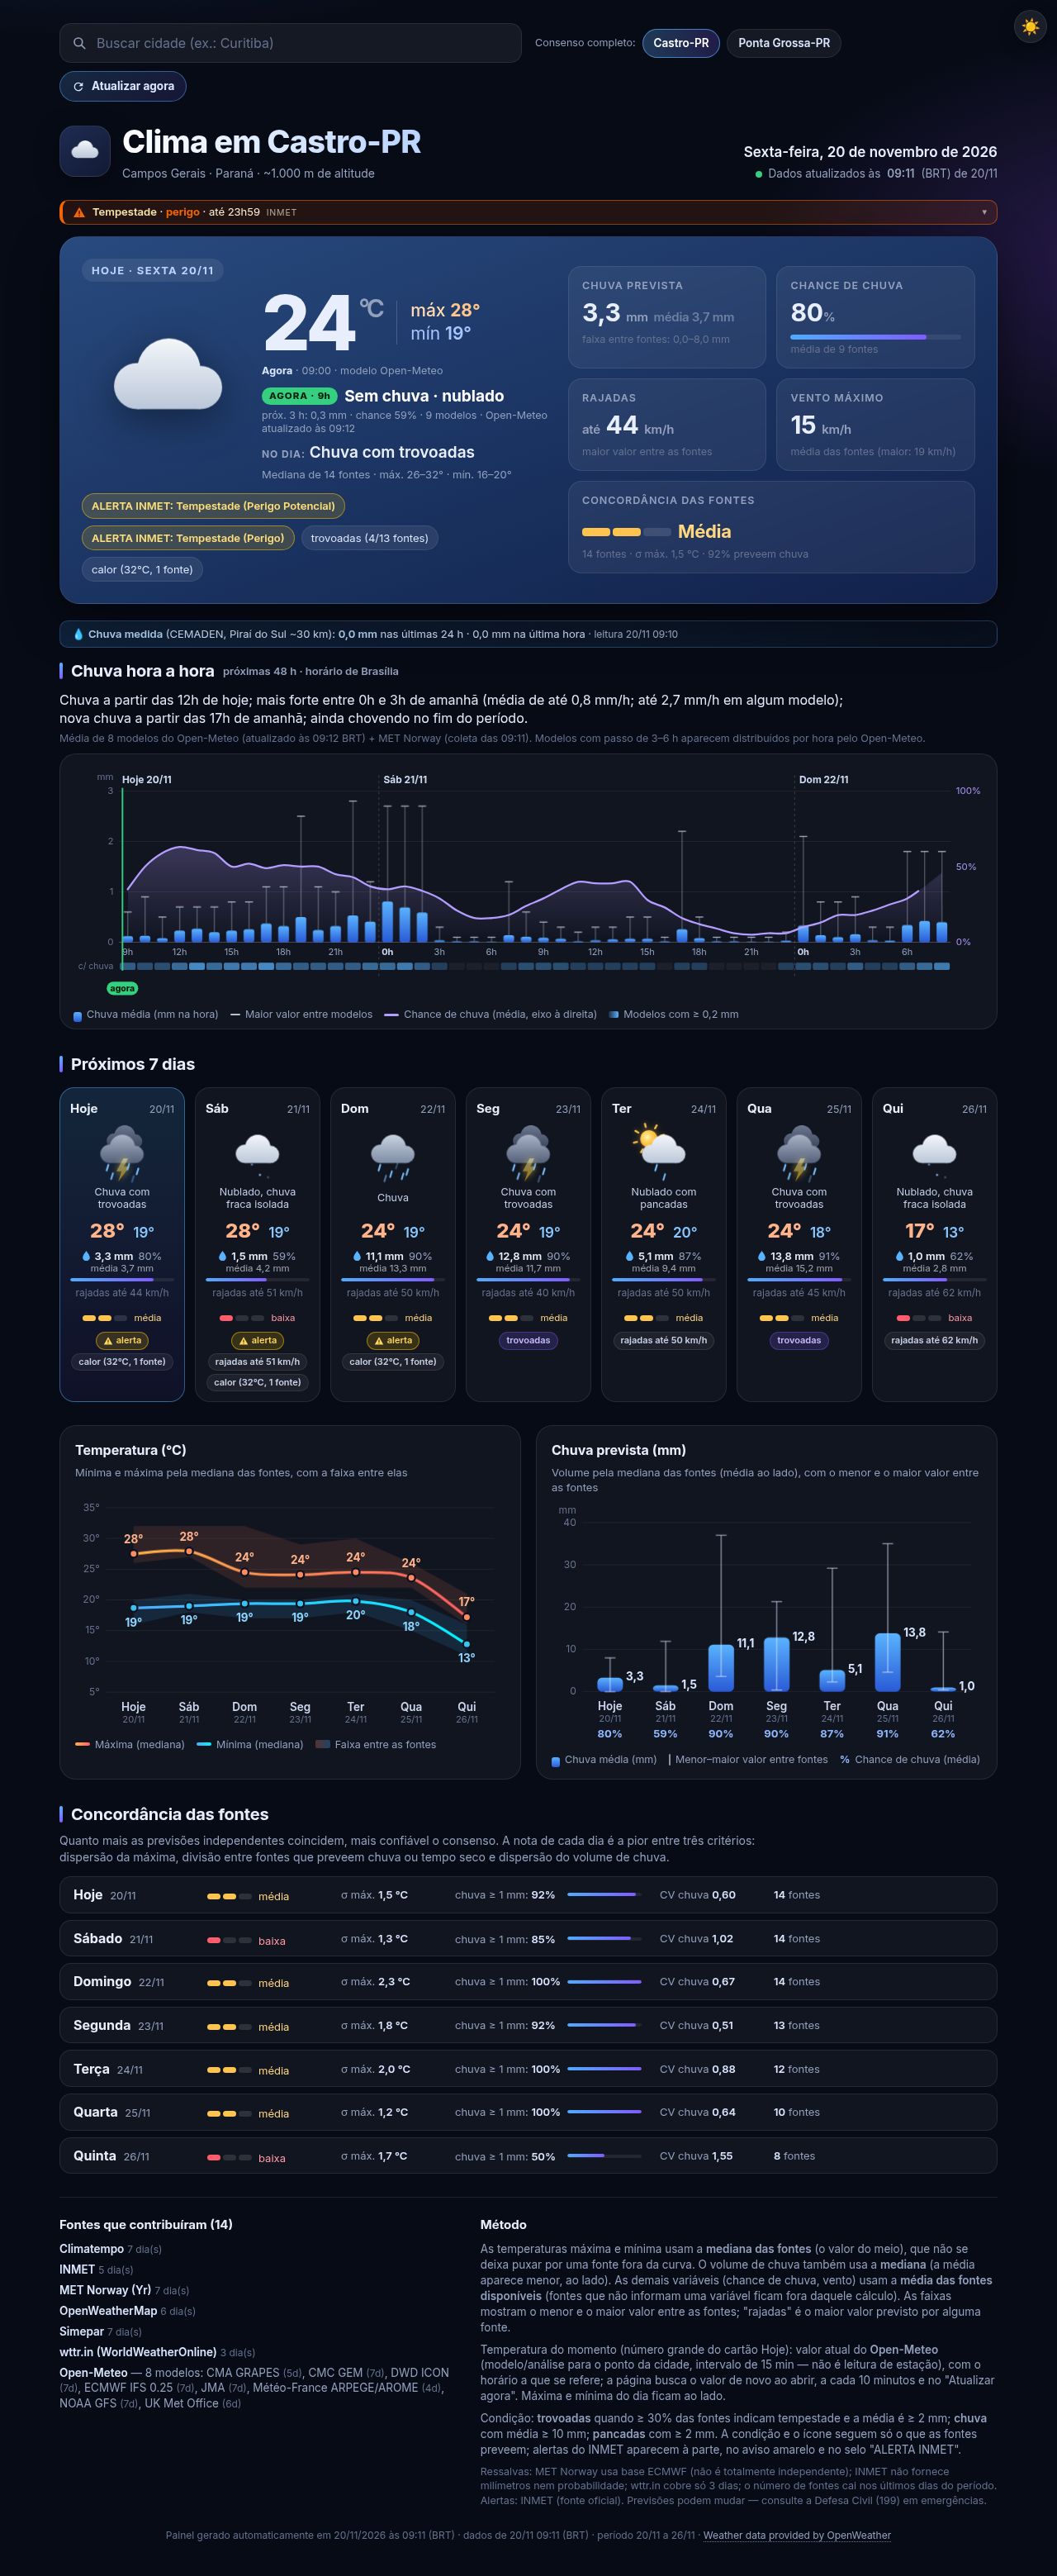 Buscar cidade (ex.: Curitiba)
Consenso completo: Castro-PR Ponta Grossa-PR
Atualizar agora
Clima em Castro-PR
Campos Gerais · Paraná · ~1.000 m de altitude
Sexta-feira, 20 de novembro de 2026
Dados atualizados às 09:11 (BRT) de 20/11
Tempestade · perigo · até 23h59 INMET
HOJE · SEXTA 20/11
24 °C
máx 28°
mín 19°
Agora · 09:00 · modelo Open-Meteo
AGORA · 9h Sem chuva · nublado
próx. 3 h: 0,3 mm · chance 59% · 9 modelos · Open-Meteo
atualizado às 09:12
NO DIA: Chuva com trovoadas
Mediana de 14 fontes · máx. 26–32° · mín. 16–20°
ALERTA INMET: Tempestade (Perigo Potencial)
ALERTA INMET: Tempestade (Perigo) trovoadas (4/13 fontes)
calor (32°C, 1 fonte)
CHUVA PREVISTA
3,3 mm média 3,7 mm
faixa entre fontes: 0,0–8,0 mm
CHANCE DE CHUVA
80%
média de 9 fontes
RAJADAS
até 44 km/h
maior valor entre as fontes
VENTO MÁXIMO
15 km/h
média das fontes (maior: 19 km/h)
CONCORDÂNCIA DAS FONTES
Média
14 fontes · σ máx. 1,5 °C · 92% preveem chuva
Chuva medida (CEMADEN, Piraí do Sul ~30 km): 0,0 mm nas últimas 24 h · 0,0 mm na última hora · leitura 20/11 09:10
Chuva hora a hora próximas 48 h · horário de Brasília
Chuva a partir das 12h de hoje; mais forte entre 0h e 3h de amanhã (média de até 0,8 mm/h; até 2,7 mm/h em algum modelo);
nova chuva a partir das 17h de amanhã; ainda chovendo no fim do período.
Média de 8 modelos do Open-Meteo (atualizado às 09:12 BRT) + MET Norway (coleta das 09:11). Modelos com passo de 3–6 h aparecem distribuídos por hora pelo Open-Meteo.
mm Hoje 20/11 Sáb 21/11 Dom 22/11
3 100%
2
50%
1
0 0%
9h 12h 15h 18h 21h 0h 3h 6h 9h 12h 15h 18h 21h 0h 3h 6h
c/ chuva
agora
Chuva média (mm na hora) Maior valor entre modelos Chance de chuva (média, eixo à direita) Modelos com ≥ 0,2 mm
Próximos 7 dias
Hoje 20/11
Chuva com
trovoadas
28° 19°
3,3 mm 80%
média 3,7 mm
rajadas até 44 km/h
média
alerta
calor (32°C, 1 fonte)
Sáb 21/11
Nublado, chuva
fraca isolada
28° 19°
1,5 mm 59%
média 4,2 mm
rajadas até 51 km/h
baixa
alerta
rajadas até 51 km/h
calor (32°C, 1 fonte)
Dom 22/11
Chuva
24° 19°
11,1 mm 90%
média 13,3 mm
rajadas até 50 km/h
média
alerta
calor (32°C, 1 fonte)
Seg 23/11
Chuva com
trovoadas
24° 19°
12,8 mm 90%
média 11,7 mm
rajadas até 40 km/h
média
trovoadas
Ter 24/11
Nublado com
pancadas
24° 20°
5,1 mm 87%
média 9,4 mm
rajadas até 50 km/h
média
rajadas até 50 km/h
Qua 25/11
Chuva com
trovoadas
24° 18°
13,8 mm 91%
média 15,2 mm
rajadas até 45 km/h
média
trovoadas
Qui 26/11
Nublado, chuva
fraca isolada
17° 13°
1,0 mm 62%
média 2,8 mm
rajadas até 62 km/h
baixa
rajadas até 62 km/h
Temperatura (°C)
Mínima e máxima pela mediana das fontes, com a faixa entre elas
35°
30°
25°
20°
15°
10°
5°
28° 28° 24° 24° 24° 24° 17°
19° 19° 19° 19° 20° 18° 13°
Hoje Sáb Dom Seg Ter Qua Qui
20/11 21/11 22/11 23/11 24/11 25/11 26/11
Máxima (mediana) Mínima (mediana) Faixa entre as fontes
Chuva prevista (mm)
Volume pela mediana das fontes (média ao lado), com o menor e o maior valor entre
as fontes
mm
40
30
20
10
0
3,3 1,5 11,1 12,8 5,1 13,8 1,0
Hoje Sáb Dom Seg Ter Qua Qui
20/11 21/11 22/11 23/11 24/11 25/11 26/11
80% 59% 90% 90% 87% 91% 62%
Chuva média (mm) Menor–maior valor entre fontes % Chance de chuva (média)
Concordância das fontes
Quanto mais as previsões independentes coincidem, mais confiável o consenso. A nota de cada dia é a pior entre três critérios:
dispersão da máxima, divisão entre fontes que preveem chuva ou tempo seco e dispersão do volume de chuva.
Hoje 20/11 média σ máx. 1,5 °C chuva ≥ 1 mm: 92% CV chuva 0,60 14 fontes
Sábado 21/11 baixa σ máx. 1,3 °C chuva ≥ 1 mm: 85% CV chuva 1,02 14 fontes
Domingo 22/11 média σ máx. 2,3 °C chuva ≥ 1 mm: 100% CV chuva 0,67 14 fontes
Segunda 23/11 média σ máx. 1,8 °C chuva ≥ 1 mm: 92% CV chuva 0,51 13 fontes
Terça 24/11 média σ máx. 2,0 °C chuva ≥ 1 mm: 100% CV chuva 0,88 12 fontes
Quarta 25/11 média σ máx. 1,2 °C chuva ≥ 1 mm: 100% CV chuva 0,64 10 fontes
Quinta 26/11 baixa σ máx. 1,7 °C chuva ≥ 1 mm: 50% CV chuva 1,55 8 fontes
Fontes que contribuíram (14)
Climatempo 7 dia(s)
INMET 5 dia(s)
MET Norway (Yr) 7 dia(s)
OpenWeatherMap 6 dia(s)
Simepar 7 dia(s)
wttr.in (WorldWeatherOnline) 3 dia(s)
Open-Meteo — 8 modelos: CMA GRAPES (5d), CMC GEM (7d), DWD ICON
(7d), ECMWF IFS 0.25 (7d), JMA (7d), Météo-France ARPEGE/AROME (4d),
NOAA GFS (7d), UK Met Office (6d)
Método
As temperaturas máxima e mínima usam a mediana das fontes (o valor do meio), que não se
deixa puxar por uma fonte fora da curva. O volume de chuva também usa a mediana (a média
aparece menor, ao lado). As demais variáveis (chance de chuva, vento) usam a média das fontes
disponíveis (fontes que não informam uma variável ficam fora daquele cálculo). As faixas
mostram o menor e o maior valor entre as fontes; "rajadas" é o maior valor previsto por alguma
fonte.
Temperatura do momento (número grande do cartão Hoje): valor atual do Open-Meteo
(modelo/análise para o ponto da cidade, intervalo de 15 min — não é leitura de estação), com o
horário a que se refere; a página busca o valor de novo ao abrir, a cada 10 minutos e no "Atualizar
agora". Máxima e mínima do dia ficam ao lado.
Condição: trovoadas quando ≥ 30% das fontes indicam tempestade e a média é ≥ 2 mm; chuva
com média ≥ 10 mm; pancadas com ≥ 2 mm. A condição e o ícone seguem só o que as fontes
preveem; alertas do INMET aparecem à parte, no aviso amarelo e no selo "ALERTA INMET".
Ressalvas: MET Norway usa base ECMWF (não é totalmente independente); INMET não fornece
milímetros nem probabilidade; wttr.in cobre só 3 dias; o número de fontes cai nos últimos dias do período.
Alertas: INMET (fonte oficial). Previsões podem mudar — consulte a Defesa Civil (199) em emergências.
Painel gerado automaticamente em 20/11/2026 às 09:11 (BRT) · dados de 20/11 09:11 (BRT) · período 20/11 a 26/11 · Weather data provided by OpenWeather